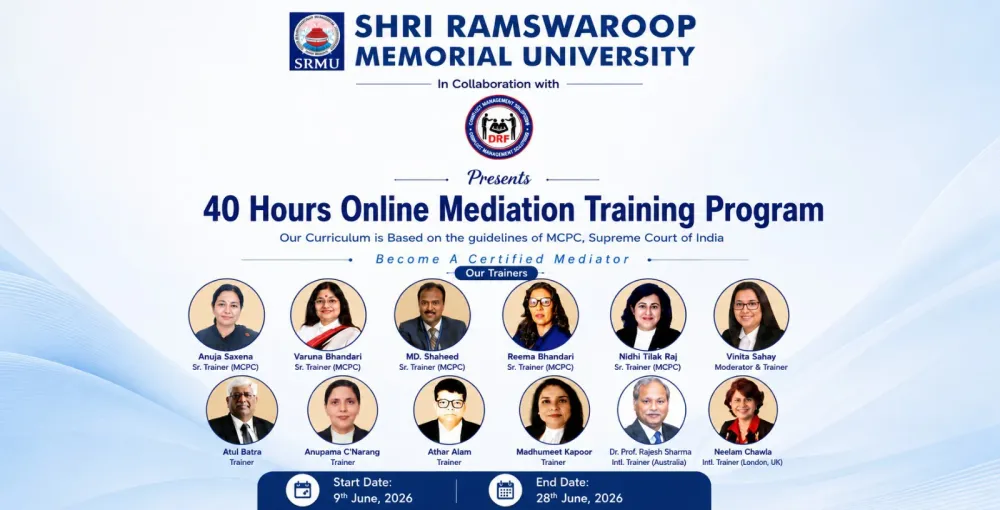 SRMU
SHRI RAMSWAROOP
MEMORIAL UNIVERSITY
In Collaboration with
CONFLICT MANAGEMENT SOLUTION
DRF
Presents
40 Hours Online Mediation Training Program
Our Curriculum is Based on the guidelines of MCPC, Supreme Court of India
Become A Certified Mediator
Our Trainers
Anuja Saxena
Sr. Trainer (MCPC)
Varuna Bhandari
Sr. Trainer (MCPC)
MD. Shaheed
Sr. Trainer (MCPC)
Reema Bhandari
Sr. Trainer (MCPC)
Nidhi Tilak Raj
Sr. Trainer (MCPC)
Vinita Sahay
Moderator & Trainer
Atul Batra
Trainer
Anupama C'Narang
Trainer
Athar Alam
Trainer
Madhumeet Kapoor
Trainer
Dr. Prof. Rajesh Sharma
Intl. Trainer (Australia)
Neelam Chawla
Intl. Trainer (London, UK)
Start Date:
9th June, 2026
End Date:
28th June, 2026